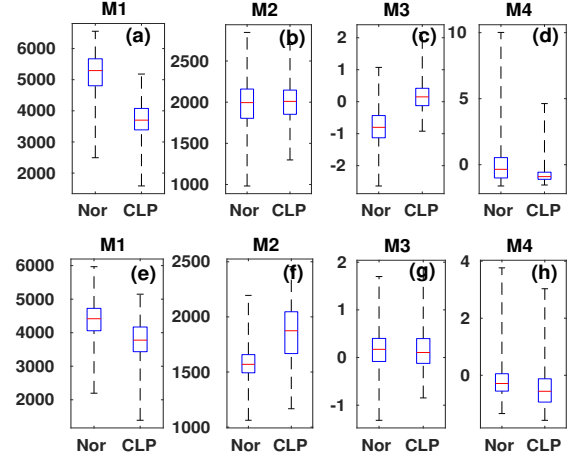 M1 M2 M3 M4
(a) (b) (c) (d)
6000 2500 2 10
5000 2000 1 5
4000 1500 0 0
3000 1000 -1
2000 -2
Nor CLP Nor CLP Nor CLP Nor CLP
M1 M2 M3 M4
(e) (f) (g) (h)
6000 2500 2 4
5000 2000 1 2
4000 1500 0 0
3000 1000 -1
2000
Nor CLP Nor CLP Nor CLP Nor CLP